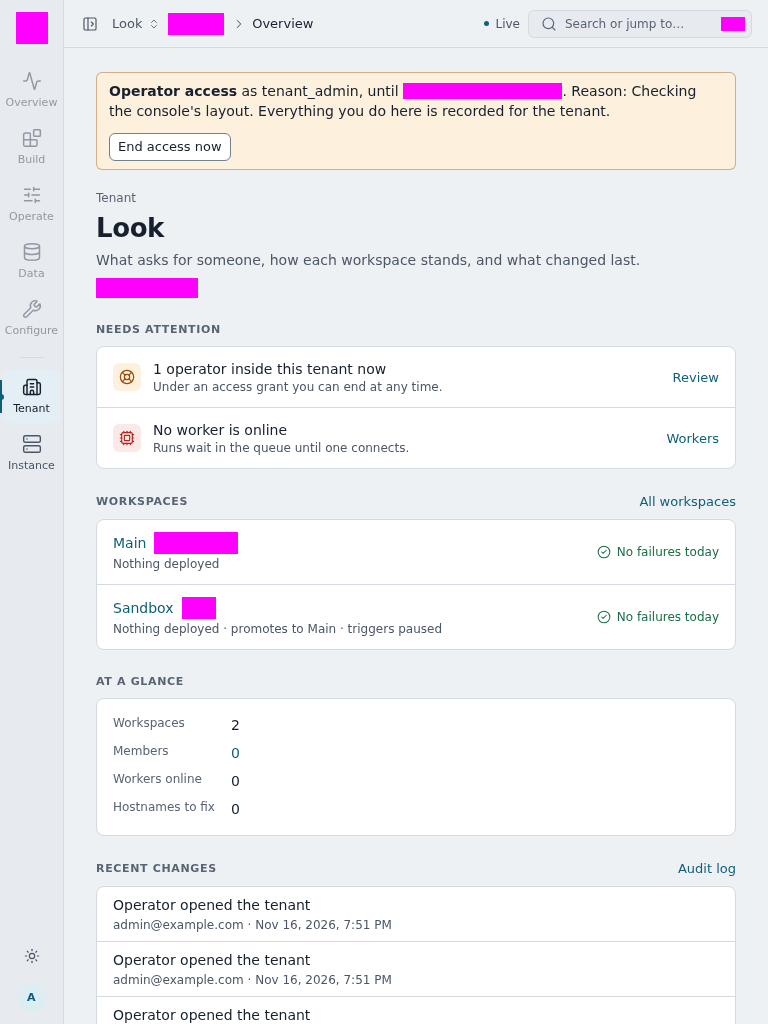 Look
Overview
Live
Search or jump to…
Overview
Build
Operate
Data
Configure
Tenant
Instance
A
Operator access as tenant_admin, until . Reason: Checking
the console's layout. Everything you do here is recorded for the tenant.
End access now
Tenant
Look
What asks for someone, how each workspace stands, and what changed last.
NEEDS ATTENTION
1 operator inside this tenant now
Under an access grant you can end at any time.
Review
No worker is online
Runs wait in the queue until one connects.
Workers
WORKSPACES
All workspaces
Main
Nothing deployed
No failures today
Sandbox
Nothing deployed · promotes to Main · triggers paused
No failures today
AT A GLANCE
Workspaces 2
Members 0
Workers online 0
Hostnames to fix 0
RECENT CHANGES
Audit log
Operator opened the tenant
admin@example.com · Nov 16, 2026, 7:51 PM
Operator opened the tenant
admin@example.com · Nov 16, 2026, 7:51 PM
Operator opened the tenant